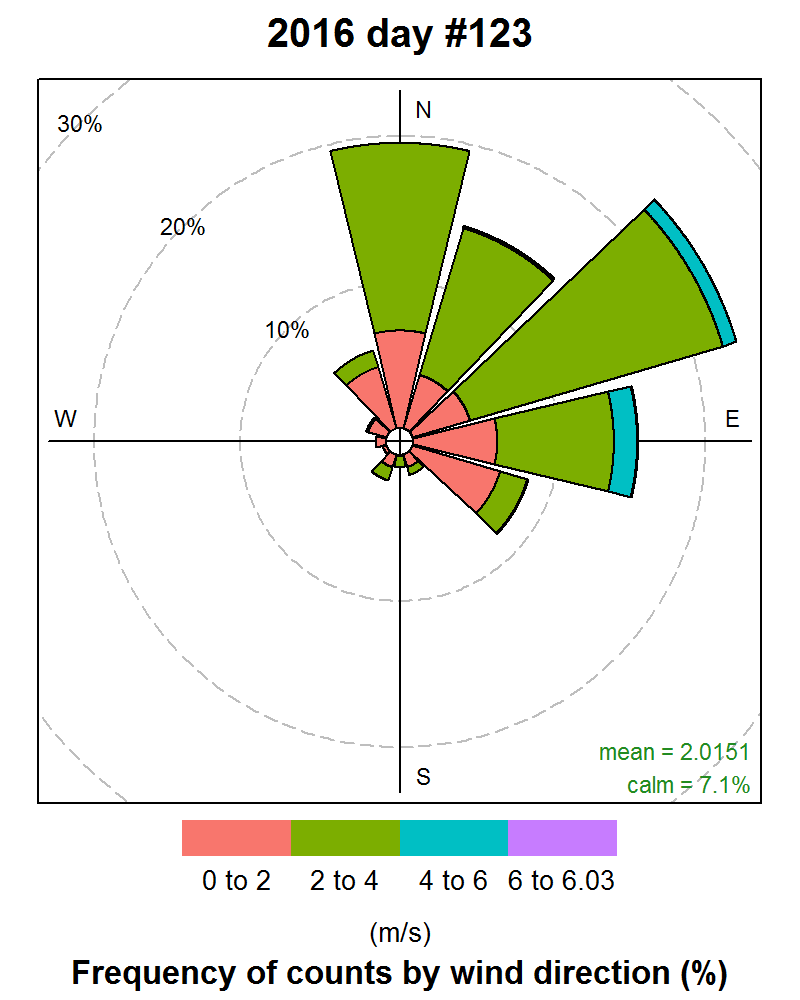 2016 day #123
N
30%
20%
10%
W
E
S
mean = 2.0151
calm = 7.1%
0 to 2 2 to 4 4 to 6 6 to 6.03
(m/s)
Frequency of counts by wind direction (%)